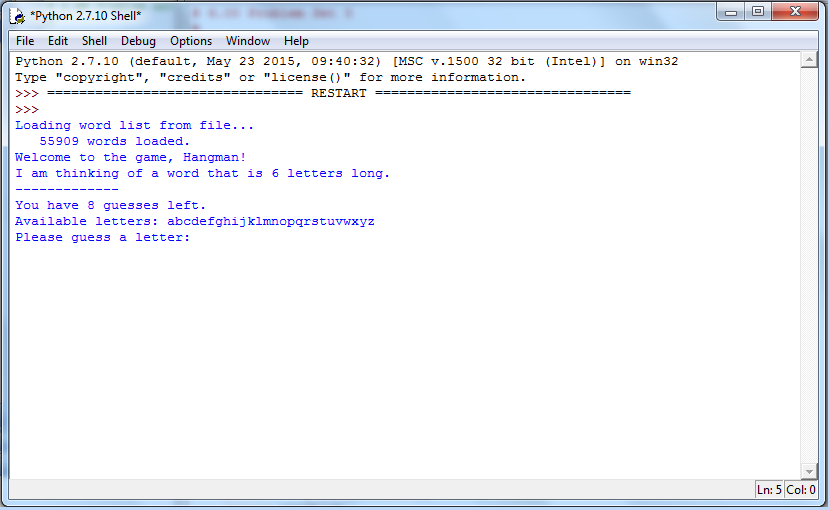 *Python 2.7.10 Shell*
File Edit Shell Debug Options Window Help
Python 2.7.10 (default, May 23 2015, 09:40:32) [MSC v.1500 32 bit (Intel)] on win32
Type "copyright", "credits" or "license()" for more information.
>>> ================================ RESTART ================================
>>>
Loading word list from file...
   55909 words loaded.
Welcome to the game, Hangman!
I am thinking of a word that is 6 letters long.
-------------
You have 8 guesses left.
Available letters: abcdefghijklmnopqrstuvwxyz
Please guess a letter:
Ln: 5 Col: 0